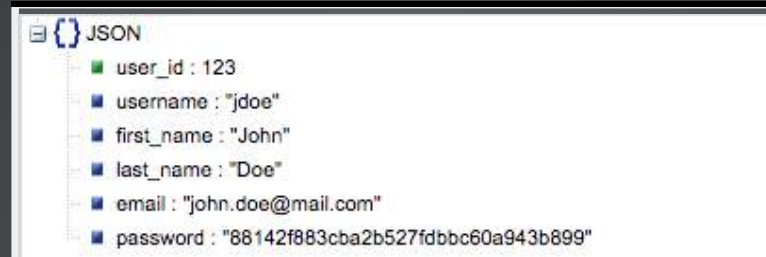 {} JSON
user_id : 123
username : "jdoe"
first_name : "John"
last_name : "Doe"
email : "john.doe@mail.com"
password : "88142f883cba2b527fdbbc60a943b899"